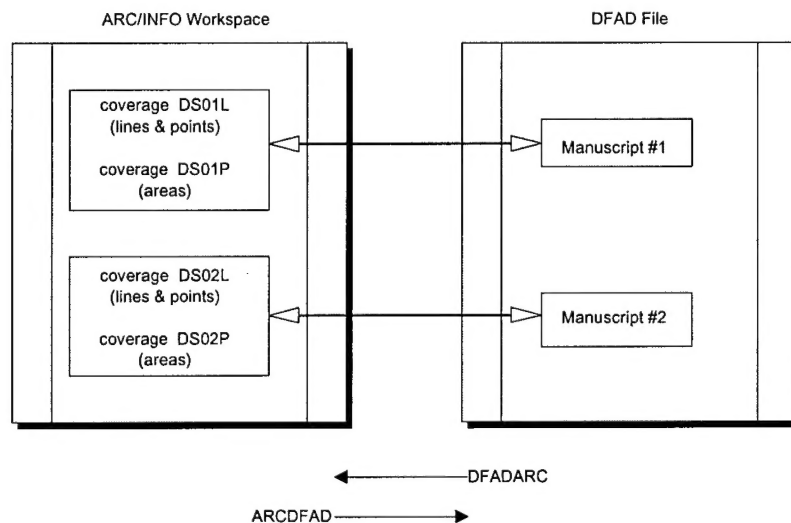 ARC/INFO Workspace
DFAD File
coverage DS01L
(lines & points)
coverage DS01P
(areas)
Manuscript #1
coverage DS02L
(lines & points)
coverage DS02P
(areas)
Manuscript #2
DFADARC
ARCDFAD